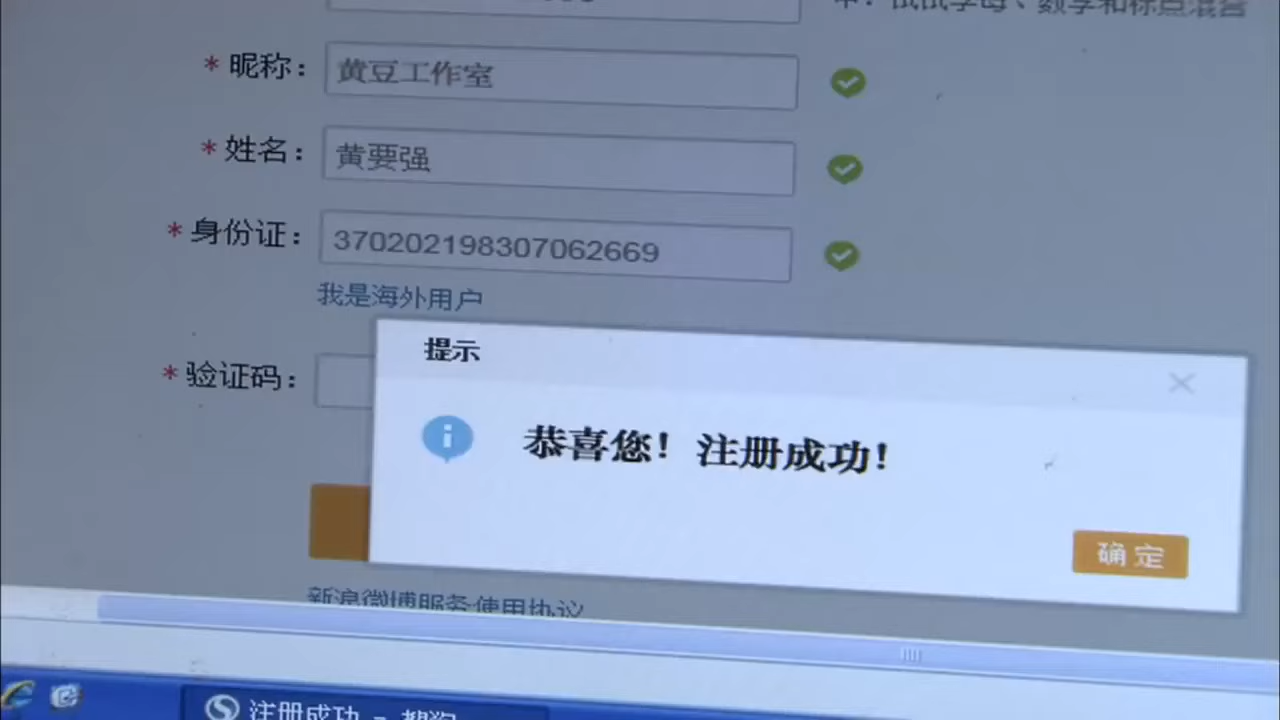 * 昵称： 黄豆工作室
* 姓名： 黄要强
* 身份证： 370202198307062669
我是海外用户
* 验证码：
提示
恭喜您！注册成功！
确定
新浪微博服务使用协议
注册成功 -